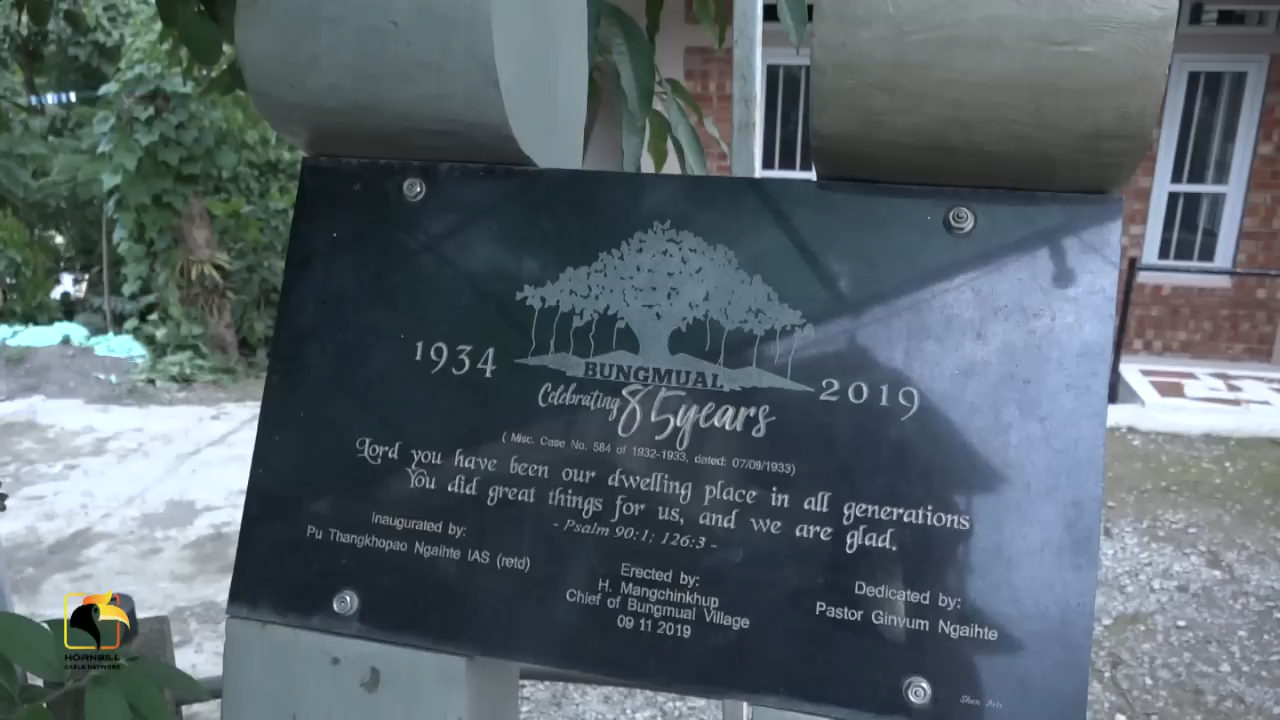 1934
BUNGMUAL
2019
Celebrating 85years
( Misc. Case No. 584 of 1932-1933, dated: 07/09/1933)
Lord you have been our dwelling place in all generations
You did great things for us, and we are glad.
- Psalm 90:1; 126:3 -
Inaugurated by:
Pu Thangkhopao Ngaihte IAS (retd)
Erected by:
H. Mangchinkhup
Chief of Bungmual Village
09 11 2019
Dedicated by:
Pastor Ginvum Ngaihte
HORNBILL
CABLE NETWORK